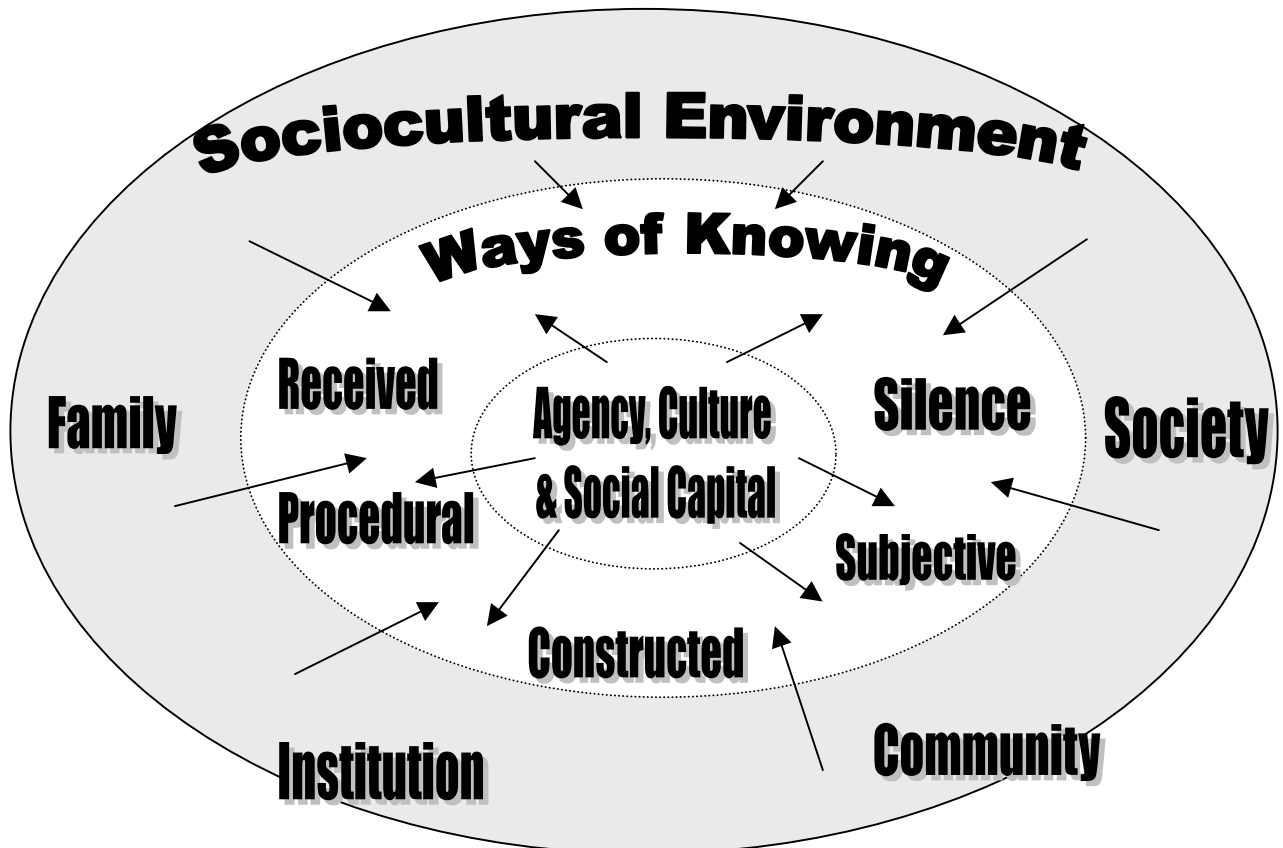 Sociocultural Environment
Ways of Knowing
Received
Silence
Family
Agency, Culture
& Social Capital
Society
Procedural
Subjective
Constructed
Institution
Community